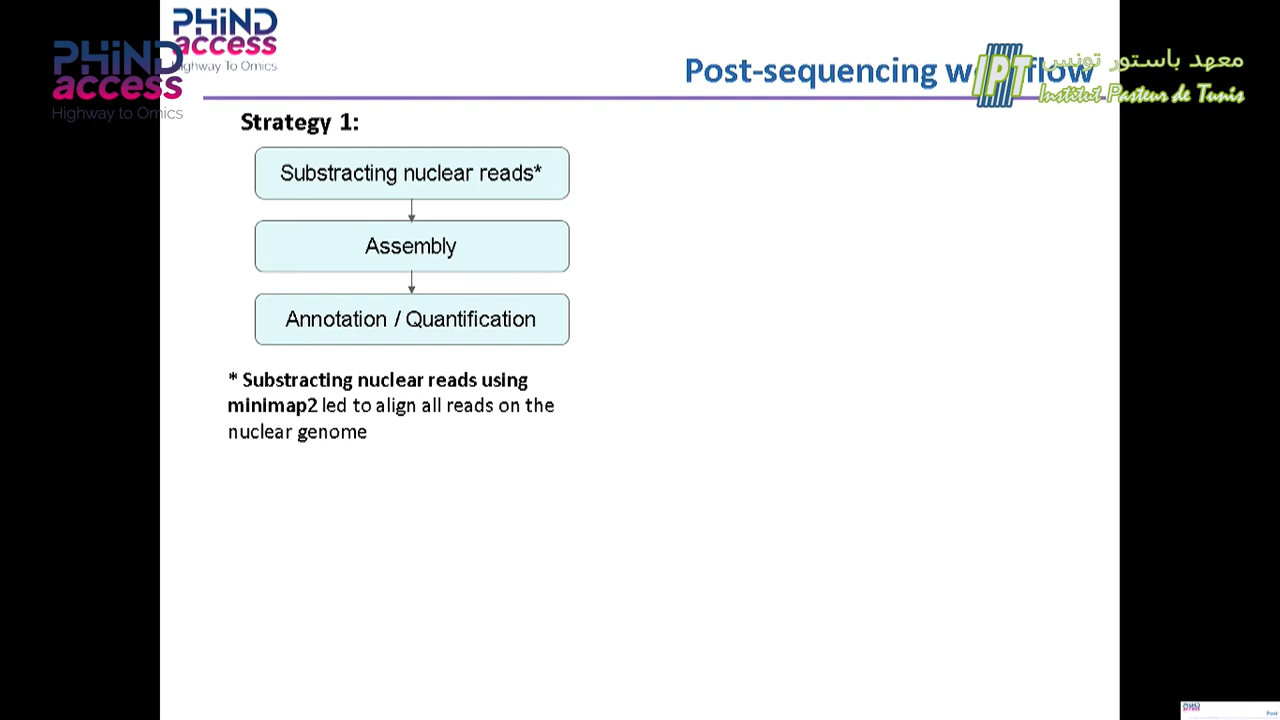 PHiND
access
Highway To Omics
PHiND
access
Highway To Omics
Post-sequencing
معهد باستور تونس
IPT
Institut Pasteur de Tunis
Strategy 1:
Substracting nuclear reads*
Assembly
Annotation / Quantification
* Substracting nuclear reads using
minimap2 led to align all reads on the
nuclear genome